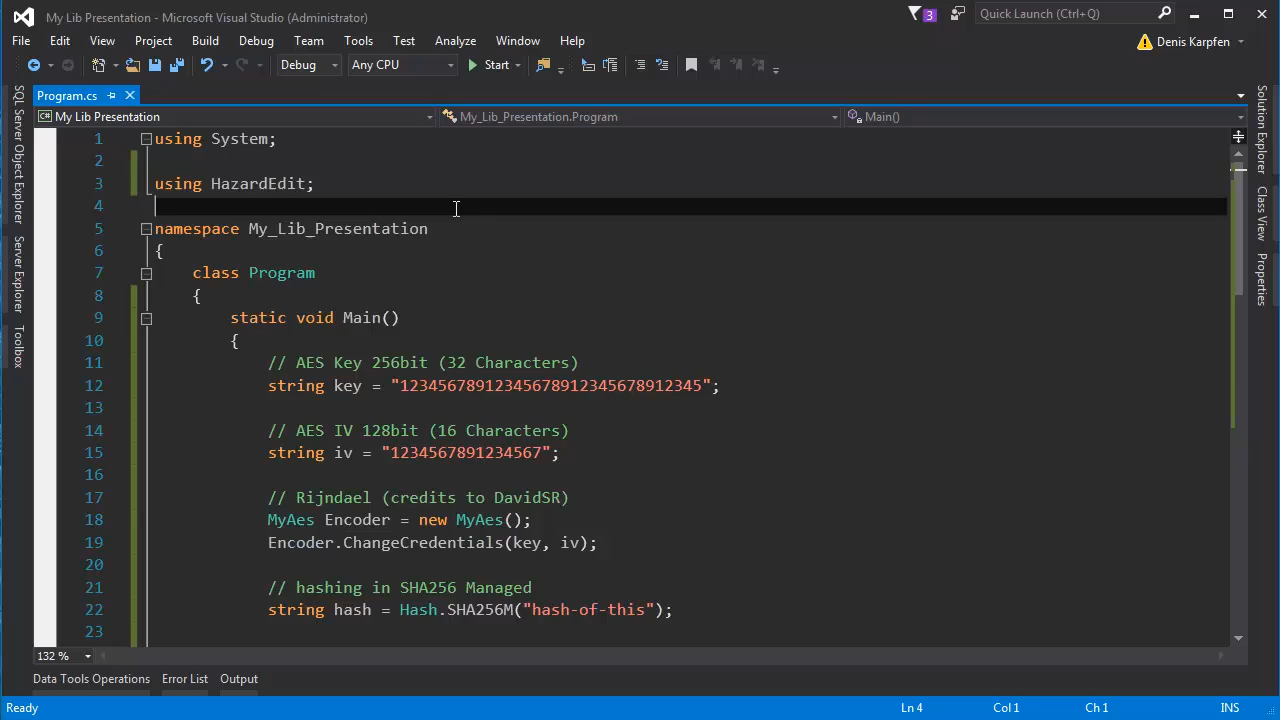 My Lib Presentation - Microsoft Visual Studio (Administrator)
3
Quick Launch (Ctrl+Q)
File Edit View Project Build Debug Team Tools Test Analyze Window Help
Denis Karpfen
Debug Any CPU Start
Program.cs
C# My Lib Presentation
My_Lib_Presentation.Program
Main()
SQL Server Object Explorer
Server Explorer
Toolbox
1 using System;
2
3 using HazardEdit;
4
5 namespace My_Lib_Presentation
6 {
7 class Program
8 {
9 static void Main()
10 {
11 // AES Key 256bit (32 Characters)
12 string key = "12345678912345678912345678912345";
13
14 // AES IV 128bit (16 Characters)
15 string iv = "1234567891234567";
16
17 // Rijndael (credits to DavidSR)
18 MyAes Encoder = new MyAes();
19 Encoder.ChangeCredentials(key, iv);
20
21 // hashing in SHA256 Managed
22 string hash = Hash.SHA256M("hash-of-this");
23
Solution Explorer
Class View
Properties
132 %
Data Tools Operations Error List Output
Ready Ln 4 Col 1 Ch 1 INS